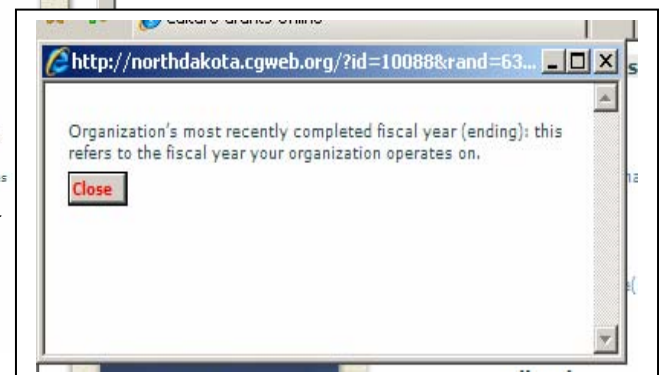 http://northdakota.cgweb.org/?id=10088&rand=63...
Organization's most recently completed fiscal year (ending): this
refers to the fiscal year your organization operates on.
Close